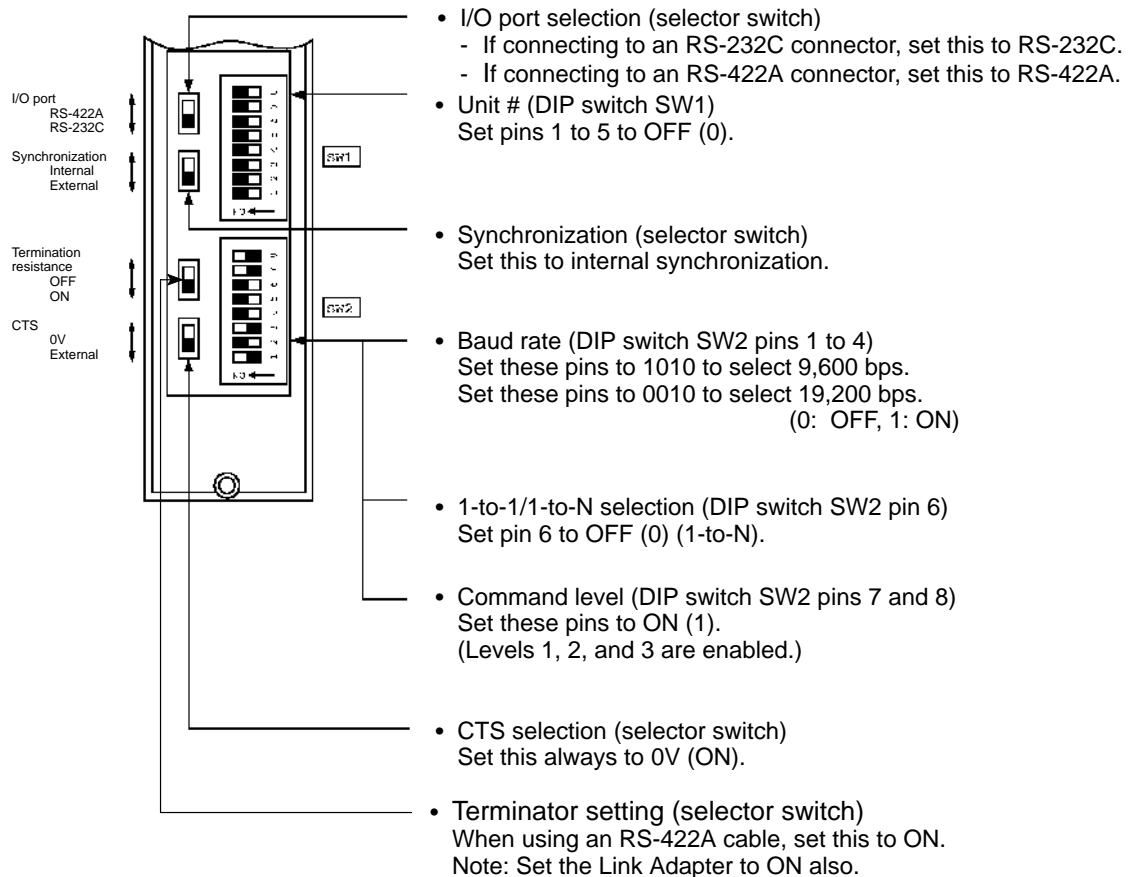 • I/O port selection (selector switch)
- If connecting to an RS-232C connector, set this to RS-232C.
- If connecting to an RS-422A connector, set this to RS-422A.
• Unit # (DIP switch SW1)
Set pins 1 to 5 to OFF (0).
I/O port
RS-422A
RS-232C
Synchronization
Internal
External
SW1
• Synchronization (selector switch)
Set this to internal synchronization.
Termination
resistance
OFF
ON
CTS
0V
External
SW2
• Baud rate (DIP switch SW2 pins 1 to 4)
Set these pins to 1010 to select 9,600 bps.
Set these pins to 0010 to select 19,200 bps.
(0: OFF, 1: ON)
• 1-to-1/1-to-N selection (DIP switch SW2 pin 6)
Set pin 6 to OFF (0) (1-to-N).
• Command level (DIP switch SW2 pins 7 and 8)
Set these pins to ON (1).
(Levels 1, 2, and 3 are enabled.)
• CTS selection (selector switch)
Set this always to 0V (ON).
• Terminator setting (selector switch)
When using an RS-422A cable, set this to ON.
Note: Set the Link Adapter to ON also.